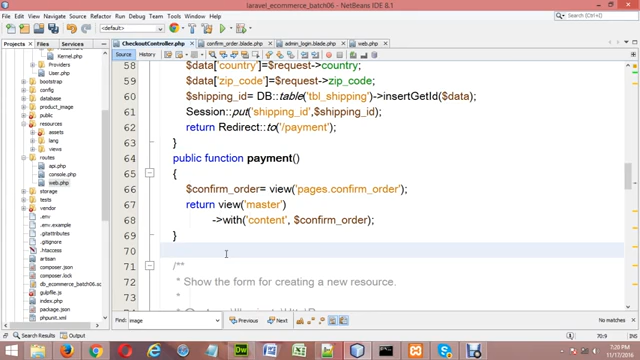 laravel_ecommerce_batch06 - NetBeans IDE 8.1
File Edit View Navigate Source Refactor Run Debug Team Tools Window Help
<default>
Projects Files Services
CheckoutController.php confirm_order.blade.php admin_login.blade.php web.php
Source History
Kernel.php
Providers
User.php
bootstrap
config
database
product_image
public
resources
assets
lang
views
routes
api.php
console.php
web.php
storage
tests
vendor
.env
.env.example
.gitattributes
.gitignore
.htaccess
artisan
composer.json
composer.lock
db_ecommerce_batch06.sql
gulpfile.js
index.php
phpunit.xml
58 $data['country']=$request->country;
59 $data['zip_code']=$request->zip_code;
60 $shipping_id= DB::table('tbl_shipping')->insertGetId($data);
61 Session::put('shipping_id',$shipping_id);
62 return Redirect::to('/payment');
63 }
64 public function payment()
65 {
66 $confirm_order= view('pages.confirm_order');
67 return view('master')
68 ->with('content', $confirm_order);
69 }
70
71 /**
72 * Show the form for creating a new resource.
73 *
Find: image Previous Next No matches
Search Results Output
70:9 INS
7:20 PM
11/17/2016